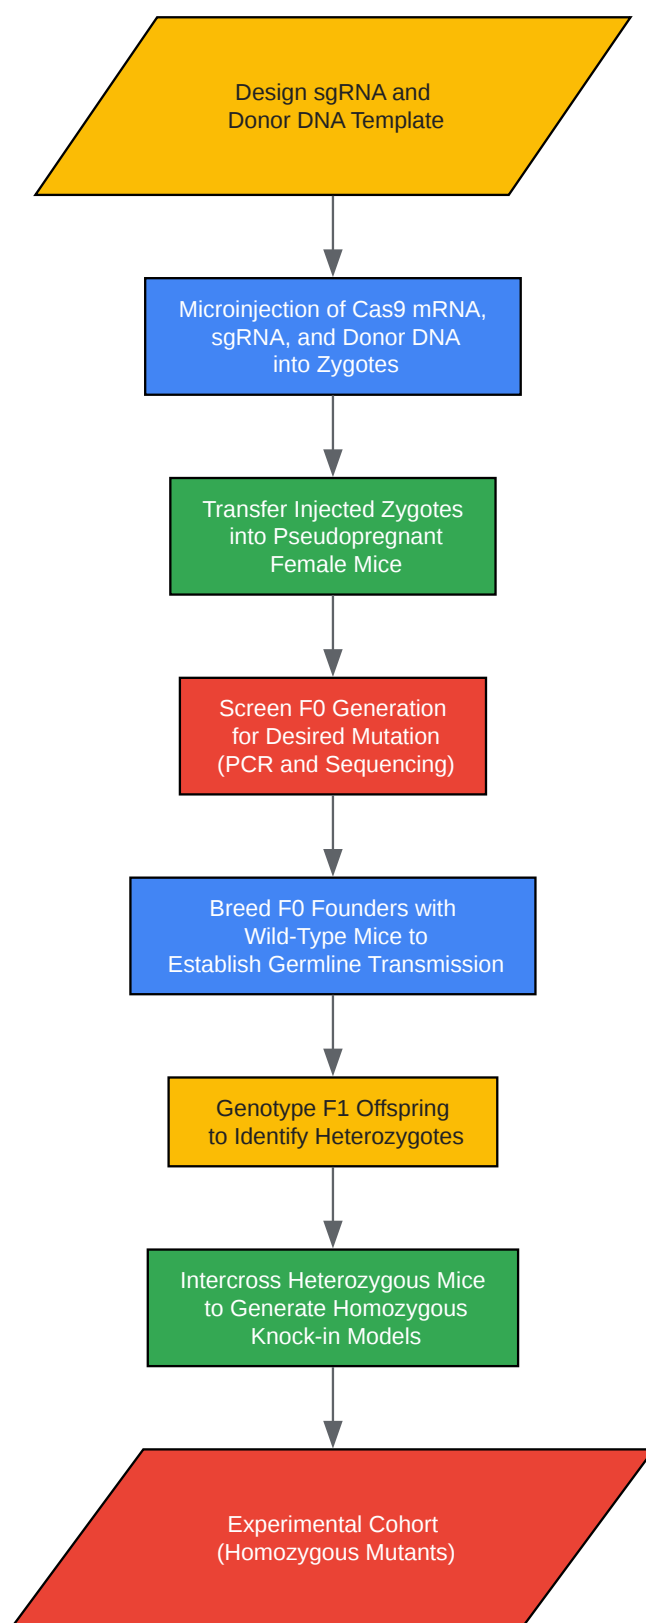 Design sgRNA and
Donor DNA Template
Microinjection of Cas9 mRNA,
sgRNA, and Donor DNA
into Zygotes
Transfer Injected Zygotes
into Pseudopregnant
Female Mice
Screen F0 Generation
for Desired Mutation
(PCR and Sequencing)
Breed F0 Founders with
Wild-Type Mice to
Establish Germline Transmission
Genotype F1 Offspring
to Identify Heterozygotes
Intercross Heterozygous Mice
to Generate Homozygous
Knock-in Models
Experimental Cohort
(Homozygous Mutants)